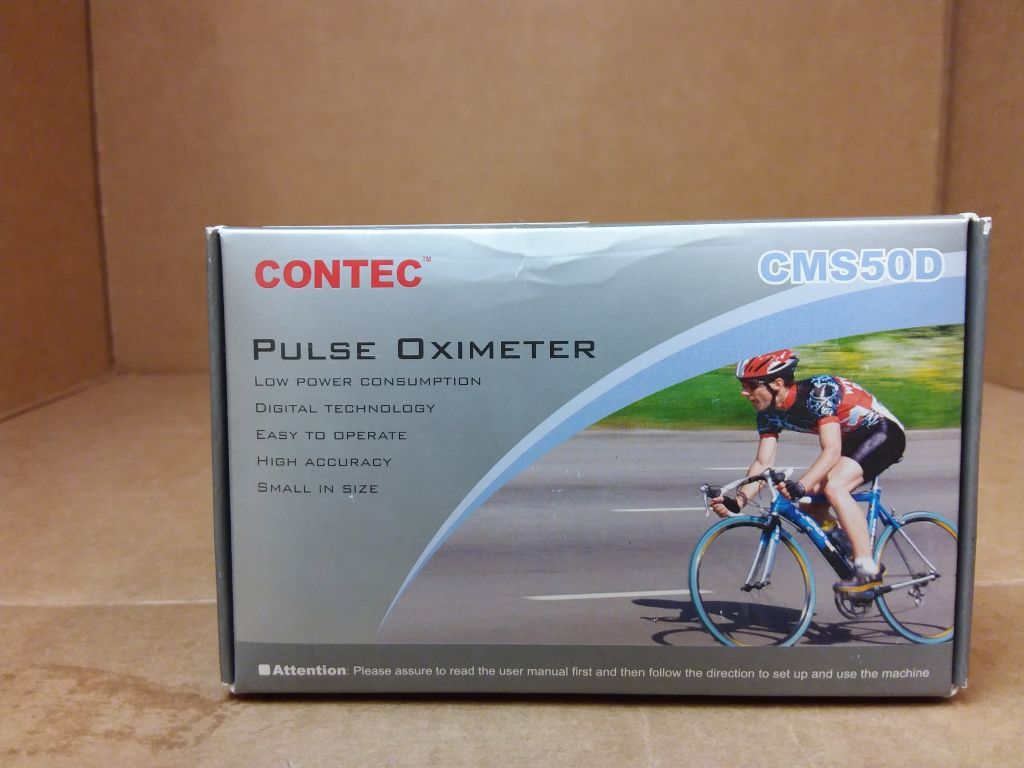 CONTEC™
CMS50D
PULSE OXIMETER
LOW POWER CONSUMPTION
DIGITAL TECHNOLOGY
EASY TO OPERATE
HIGH ACCURACY
SMALL IN SIZE
Attention: Please assure to read the user manual first and then follow the direction to set up and use the machine